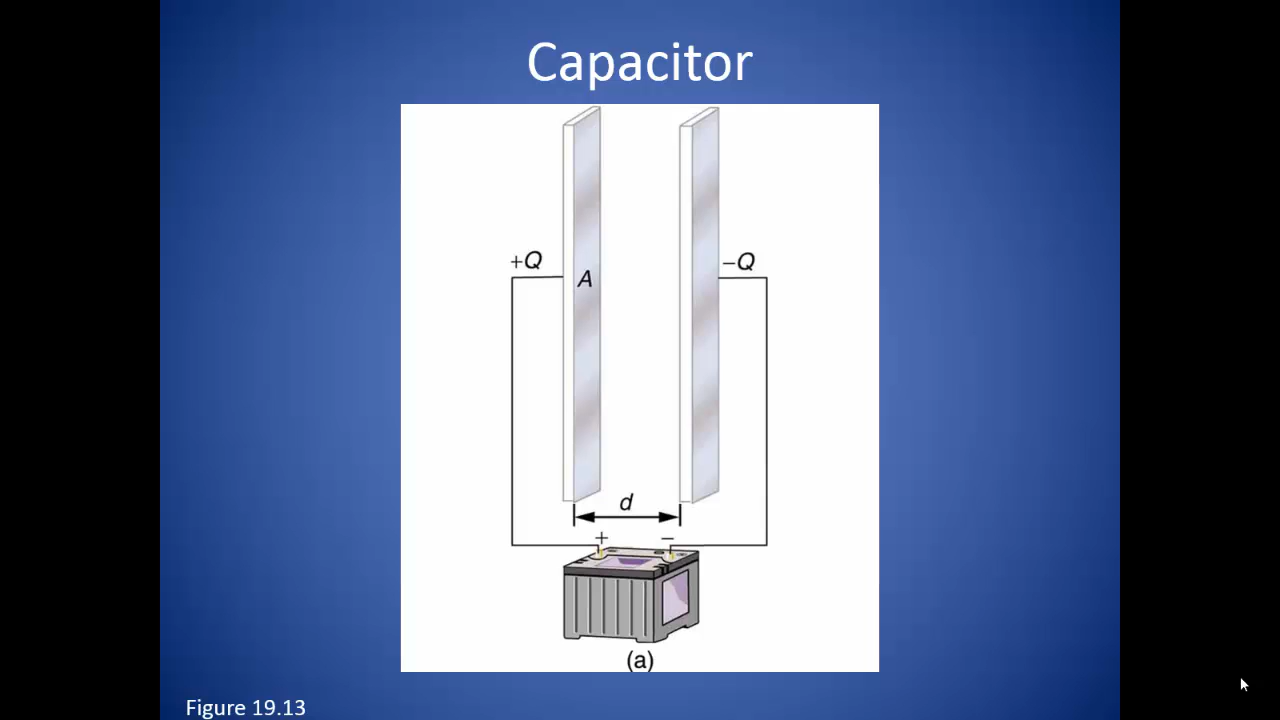 Capacitor
+Q
−Q
A
d
+
−
(a)
Figure 19.13